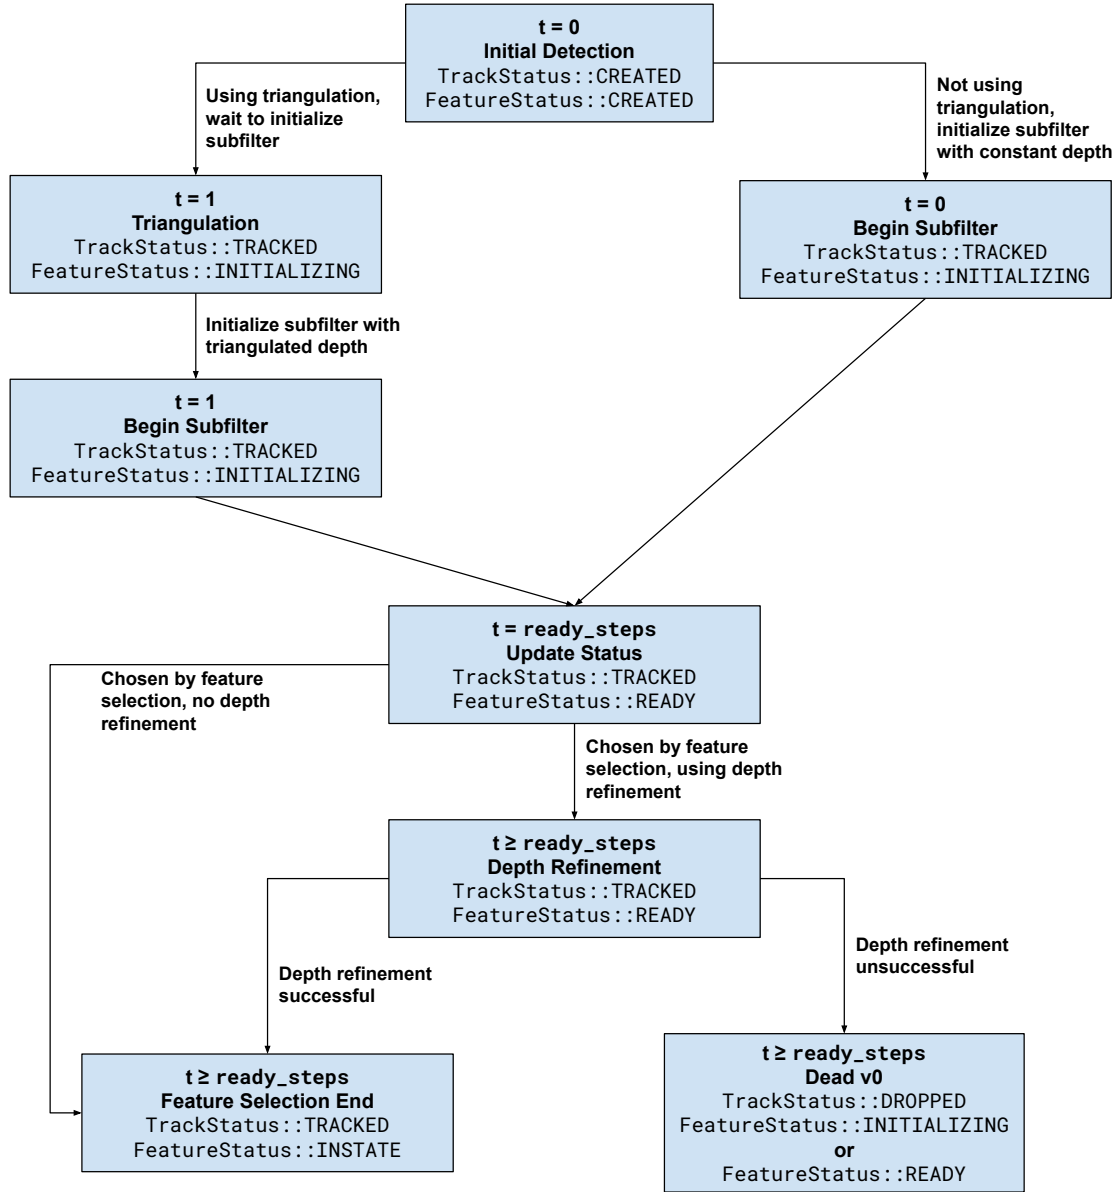 t = 0
Initial Detection
TrackStatus::CREATED
FeatureStatus::CREATED
Using triangulation,
wait to initialize
subfilter
Not using
triangulation,
initialize subfilter
with constant depth
t = 1
Triangulation
TrackStatus::TRACKED
FeatureStatus::INITIALIZING
t = 0
Begin Subfilter
TrackStatus::TRACKED
FeatureStatus::INITIALIZING
Initialize subfilter with
triangulated depth
t = 1
Begin Subfilter
TrackStatus::TRACKED
FeatureStatus::INITIALIZING
t = ready_steps
Update Status
TrackStatus::TRACKED
FeatureStatus::READY
Chosen by feature
selection, no depth
refinement
Chosen by feature
selection, using depth
refinement
t ≥ ready_steps
Depth Refinement
TrackStatus::TRACKED
FeatureStatus::READY
Depth refinement
successful
Depth refinement
unsuccessful
t ≥ ready_steps
Feature Selection End
TrackStatus::TRACKED
FeatureStatus::INSTATE
t ≥ ready_steps
Dead v0
TrackStatus::DROPPED
FeatureStatus::INITIALIZING
or
FeatureStatus::READY